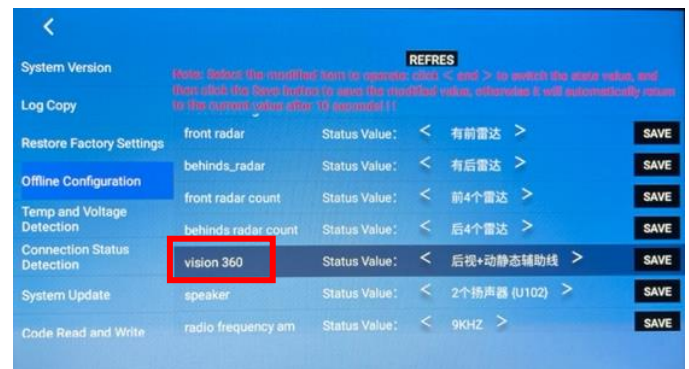 REFRES
System Version
Note: Select the modified item to operate: click < and > to switch the state value, and
then click the Save button to save the modified value, otherwise it will automatically return
to the current value after 10 seconds!!
Log Copy
Restore Factory Settings
Offline Configuration
Temp and Voltage
Detection
Connection Status
Detection
System Update
Code Read and Write
front radar Status Value: < 有前雷达 > SAVE
behinds_radar Status Value: < 有后雷达 > SAVE
front radar count Status Value: < 前4个雷达 > SAVE
behinds radar count Status Value: < 后4个雷达 > SAVE
vision 360 Status Value: < 后视+动静态辅助线 > SAVE
speaker Status Value: < 2个扬声器 (U102) > SAVE
radio frequency am Status Value: < 9KHZ > SAVE